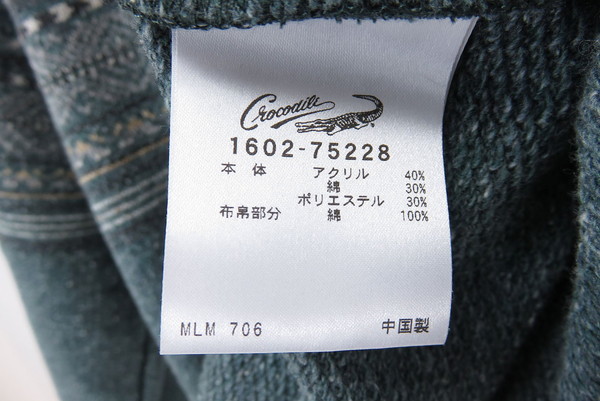 Crocodile
1602-75228
本体 アクリル 40%
綿 30%
ポリエステル 30%
布帛部分 綿 100%
MLM 706 中国製